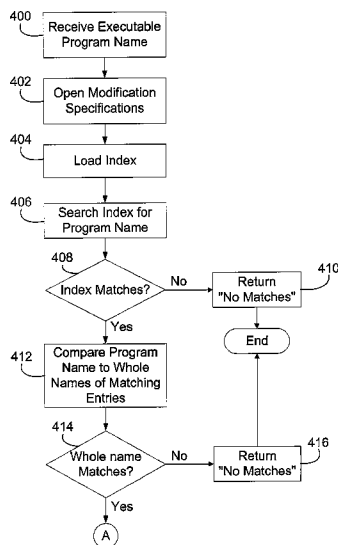 400
Receive Executable
Program Name
402
Open Modification
Specifications
404
Load Index
406
Search Index for
Program Name
408
Index Matches?
No
Return
"No Matches"
410
Yes
End
412
Compare Program
Name to Whole
Names of Matching
Entries
414
Whole name
Matches?
No
Return
"No Matches"
416
Yes
A